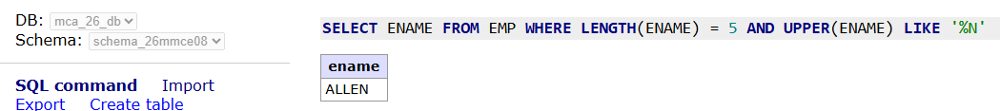 DB: mca_26_db
Schema: schema_26mmce08
SQL command Import
Export Create table
SELECT ENAME FROM EMP WHERE LENGTH(ENAME) = 5 AND UPPER(ENAME) LIKE '%N'
ename
ALLEN